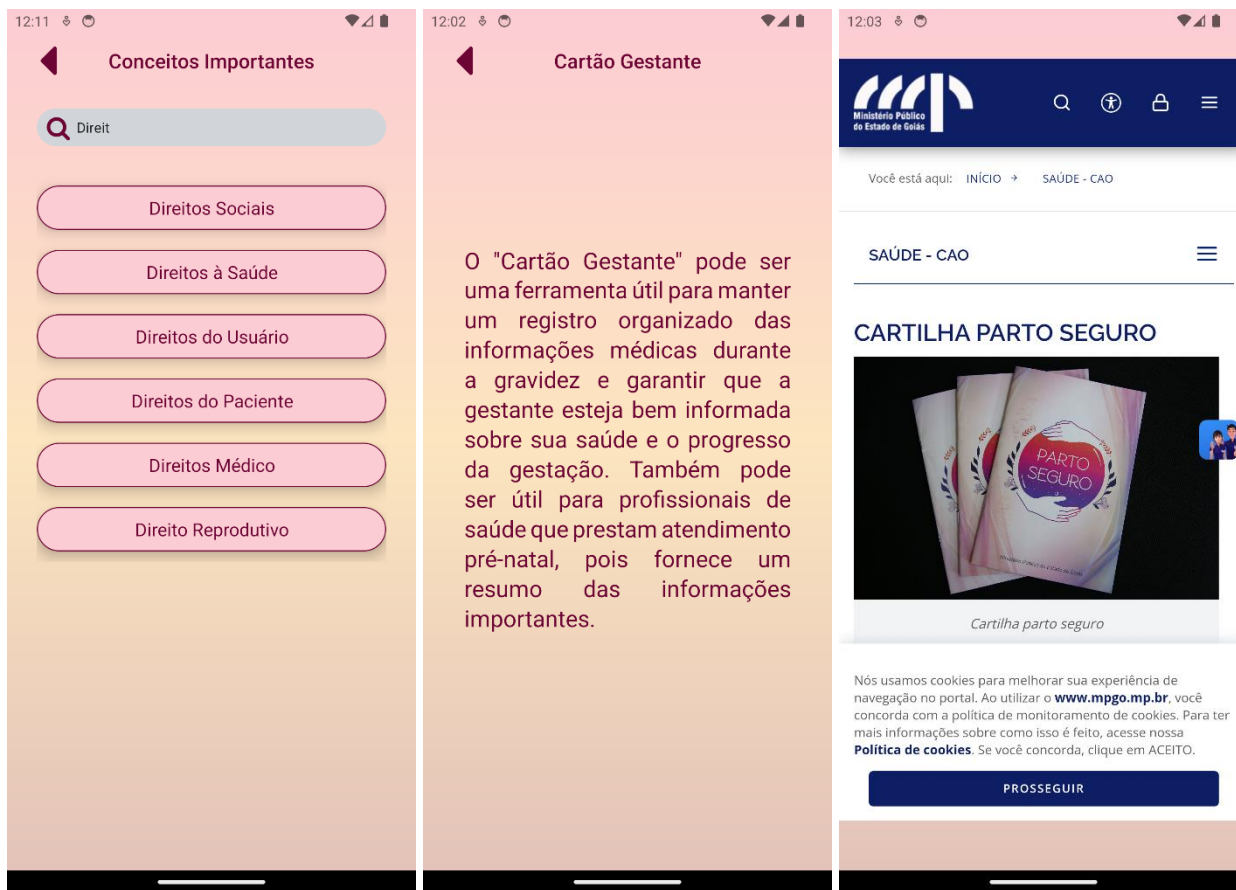 12:11
Conceitos Importantes
Direit
Direitos Sociais
Direitos à Saúde
Direitos do Usuário
Direitos do Paciente
Direitos Médico
Direito Reprodutivo
12:02
Cartão Gestante
O "Cartão Gestante" pode ser
uma ferramenta útil para manter
um registro organizado das
informações médicas durante
a gravidez e garantir que a
gestante esteja bem informada
sobre sua saúde e o progresso
da gestação. Também pode
ser útil para profissionais de
saúde que prestam atendimento
pré-natal, pois fornece um
resumo das informações
importantes.
12:03
Ministério Público
do Estado de Goiás
Você está aqui: INÍCIO → SAÚDE - CAO
SAÚDE - CAO
CARTILHA PARTO SEGURO
PARTO
SEGURO
Ministério Público do Estado de Goiás
Cartilha parto seguro
Nós usamos cookies para melhorar sua experiência de
navegação no portal. Ao utilizar o www.mpgo.mp.br, você
concorda com a política de monitoramento de cookies. Para ter
mais informações sobre como isso é feito, acesse nossa
Política de cookies. Se você concorda, clique em ACEITO.
PROSSEGUIR